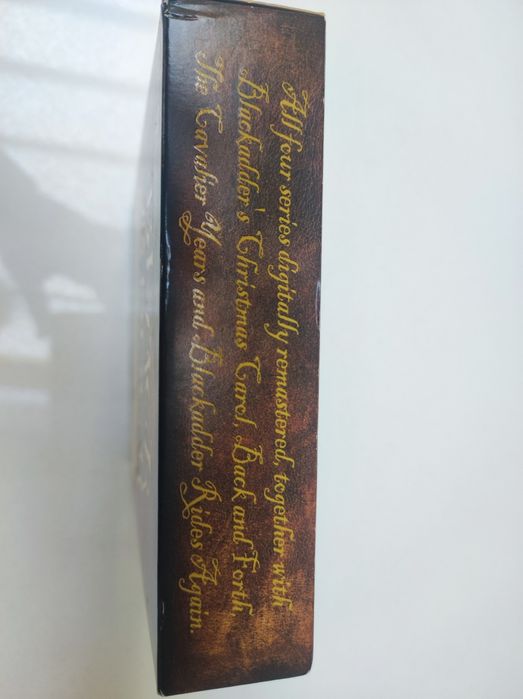 All four series digitally remastered, together with
Blackadder's Christmas Carol, Back and Forth,
The Cavalier Years and Blackadder Rides Again.